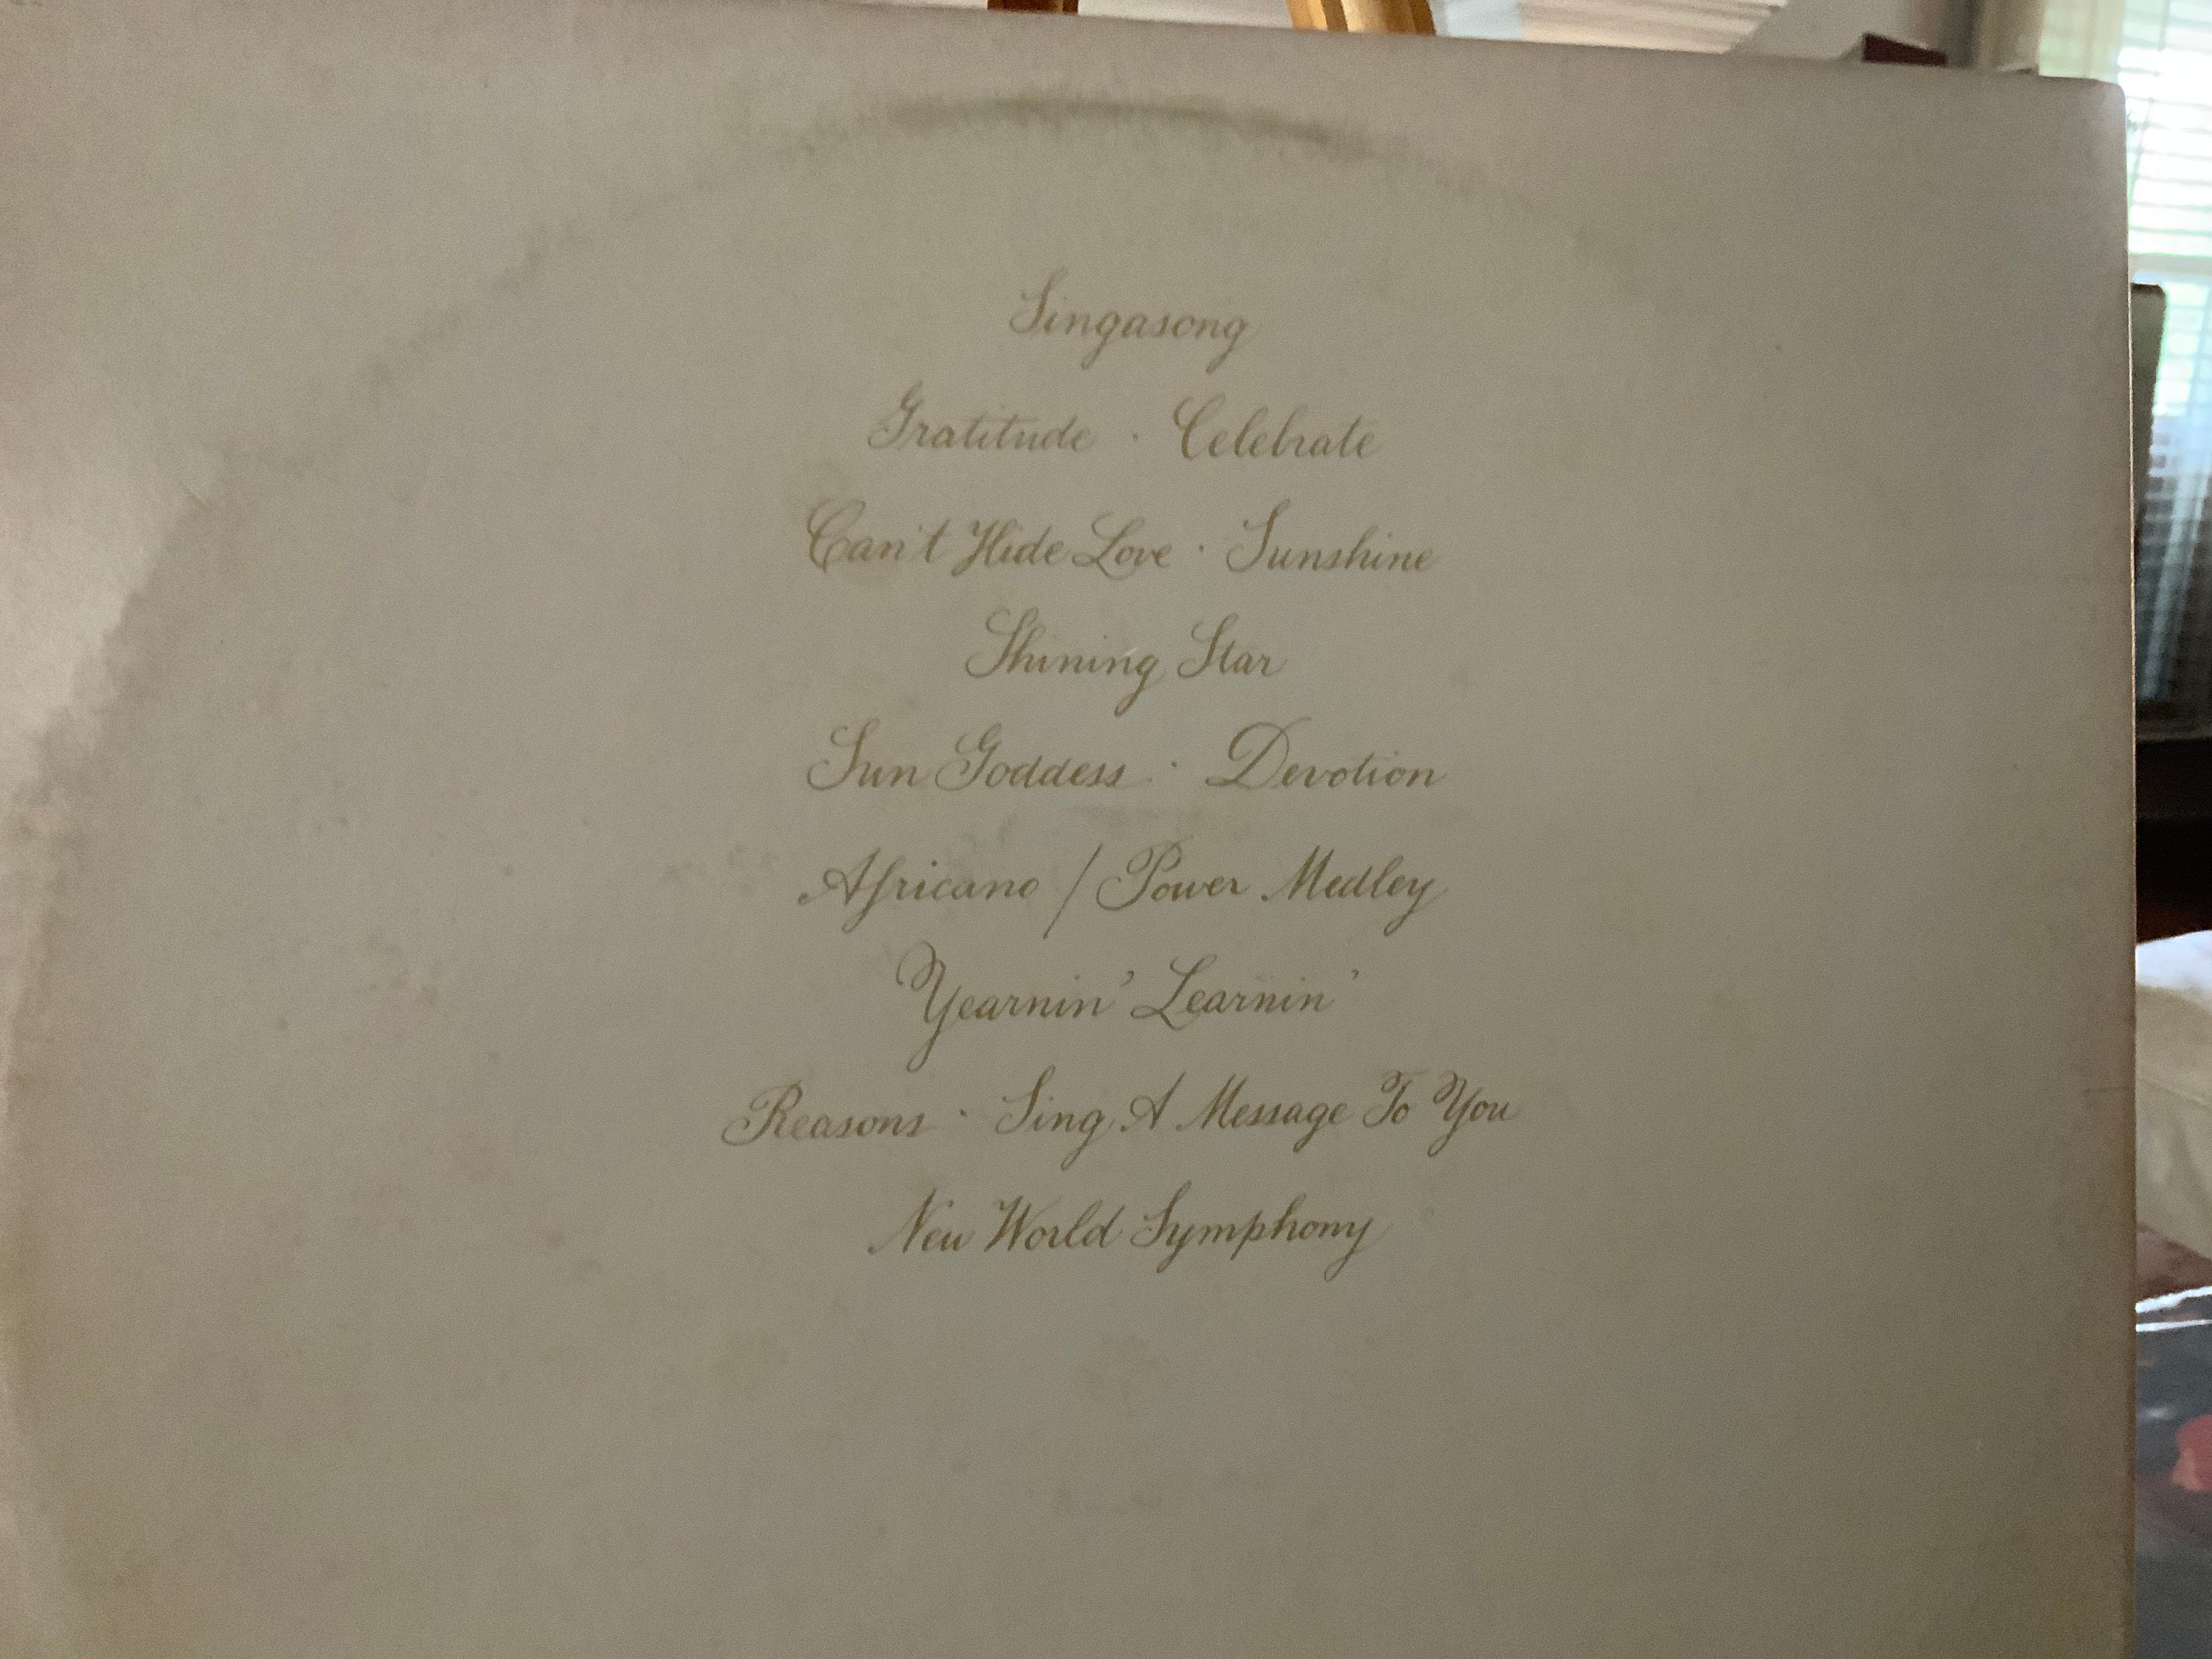 Singasong
Gratitude · Celebrate
Can't Hide Love · Sunshine
Shining Star
Sun Goddess · Devotion
Africano / Power Medley
Yearnin' Learnin'
Reasons · Sing A Message To You
New World Symphony